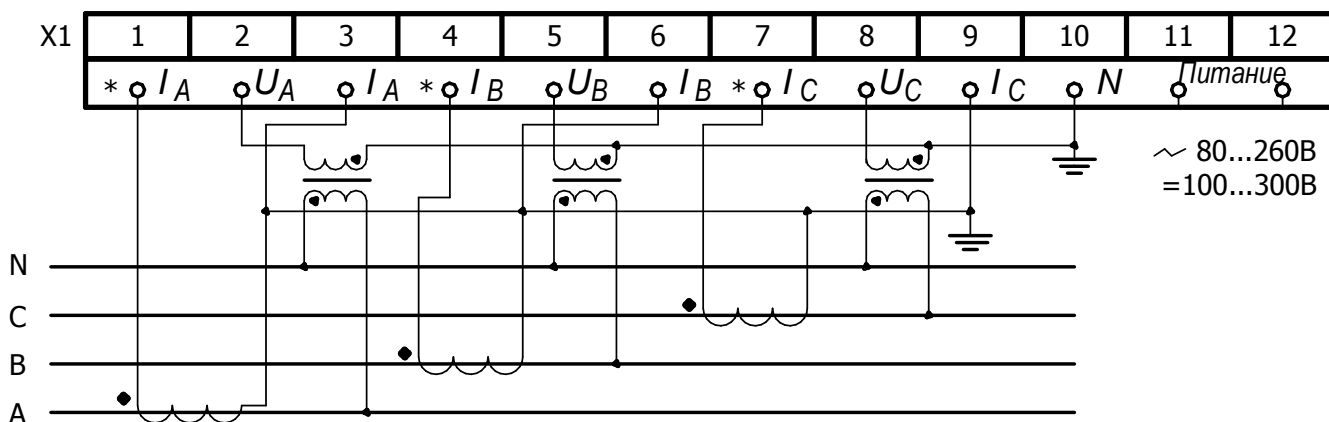 X1 1 2 3 4 5 6 7 8 9 10 11 12
* I A U A I A * I B U B I B * I C U C I C N Питание
~ 80...260В
=100...300В
N
C
B
A